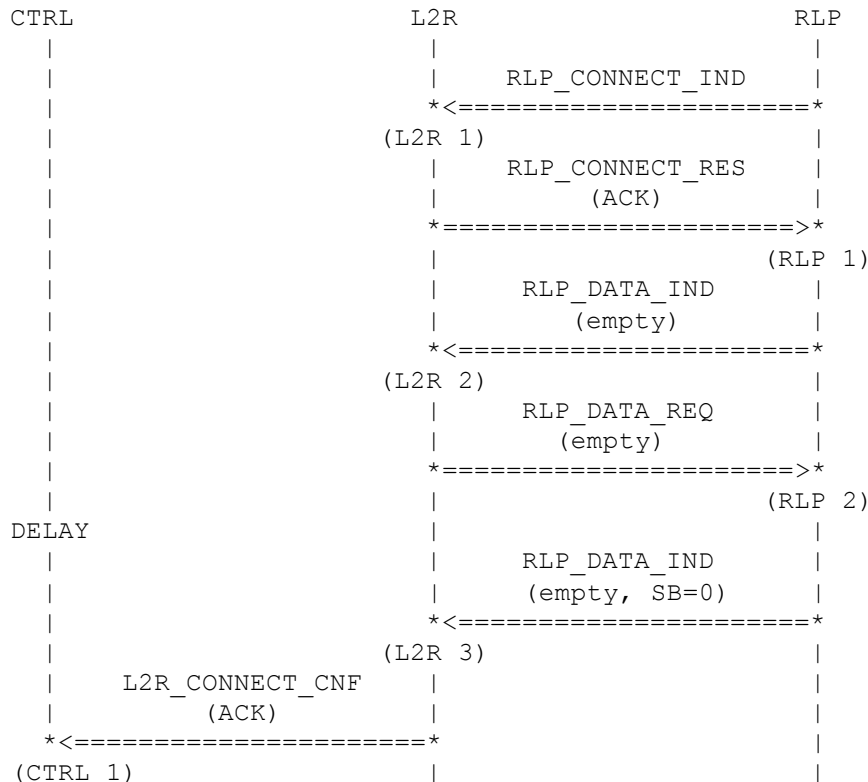 CTRL L2R RLP
| | |
| | RLP_CONNECT_IND |
| *<======================*
| (L2R 1) |
| | RLP_CONNECT_RES |
| | (ACK) |
| *======================>*
| | (RLP 1)
| | RLP_DATA_IND |
| | (empty) |
| *<======================*
| (L2R 2) |
| | RLP_DATA_REQ |
| | (empty) |
| *======================>*
| | (RLP 2)
DELAY | |
| | RLP_DATA_IND |
| | (empty, SB=0) |
| *<======================*
| (L2R 3) |
| L2R_CONNECT_CNF | |
| (ACK) | |
*<======================* |
(CTRL 1) | |